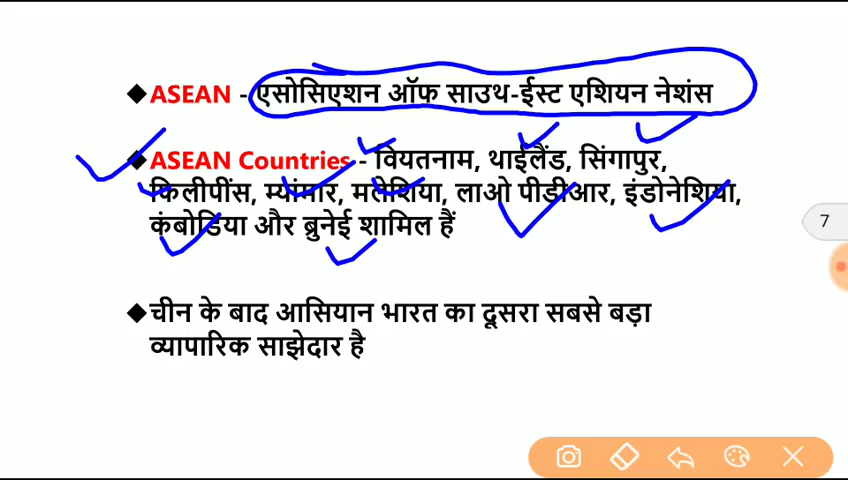 ◆ASEAN - एसोसिएशन ऑफ साउथ-ईस्ट एशियन नेशंस
◆ASEAN Countries - वियतनाम, थाईलैंड, सिंगापुर,
फिलीपींस, म्यांमार, मलेशिया, लाओ पीडीआर, इंडोनेशिया,
कंबोडिया और ब्रुनेई शामिल हैं
◆चीन के बाद आसियान भारत का दूसरा सबसे बड़ा
व्यापारिक साझेदार है
7